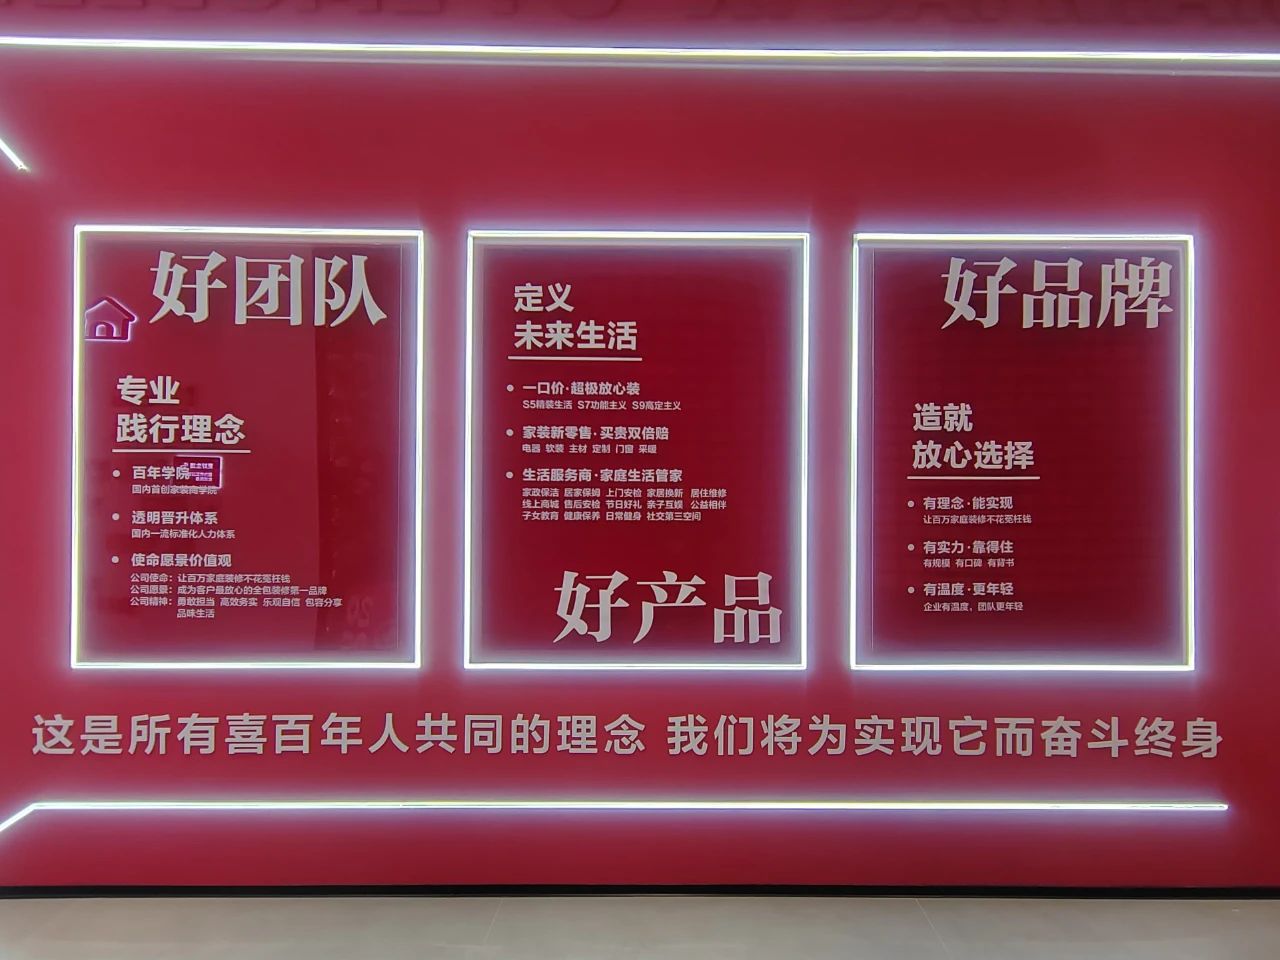 好团队
专业
践行理念
百年学院
国内首创家装商学院
透明晋升体系
国内一流标准化人力体系
使命愿景价值观
公司使命：让百万家庭装修不花冤枉钱
公司愿景：成为客户最放心的全包装修第一品牌
公司精神：勇敢担当 高效务实 乐观自信 包容分享
品味生活
定义
未来生活
一口价·超极放心装
S5精装生活 S7功能主义 S9高定主义
家装新零售·买贵双倍赔
电器 软装 主材 定制 门窗 采暖
生活服务商·家庭生活管家
家政保洁 居家保姆 上门安检 家居换新 居住维修
线上商城 售后安检 节日好礼 亲子互娱 公益相伴
子女教育 健康保养 日常健身 社交第三空间
好产品
好品牌
造就
放心选择
有理念·能实现
让百万家庭装修不花冤枉钱
有实力·靠得住
有规模 有口碑 有背书
有温度·更年轻
企业有温度，团队更年轻
这是所有喜百年人共同的理念 我们将为实现它而奋斗终身